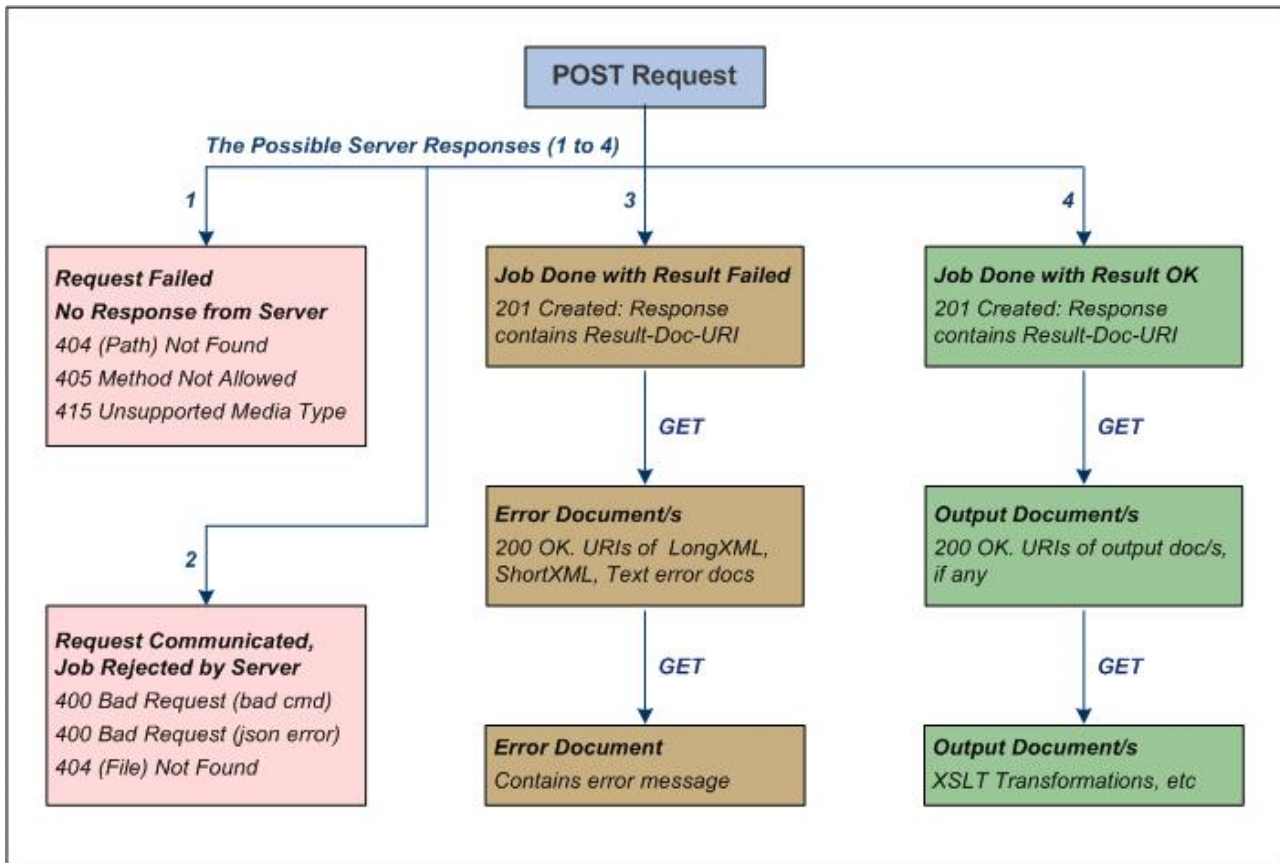 POST Request
The Possible Server Responses (1 to 4)
1
Request Failed
No Response from Server
404 (Path) Not Found
405 Method Not Allowed
415 Unsupported Media Type
2
Request Communicated,
Job Rejected by Server
400 Bad Request (bad cmd)
400 Bad Request (json error)
404 (File) Not Found
3
Job Done with Result Failed
201 Created: Response
contains Result-Doc-URI
GET
Error Document/s
200 OK. URIs of LongXML,
ShortXML, Text error docs
GET
Error Document
Contains error message
4
Job Done with Result OK
201 Created: Response
contains Result-Doc-URI
GET
Output Document/s
200 OK. URIs of output doc/s,
if any
GET
Output Document/s
XSLT Transformations, etc